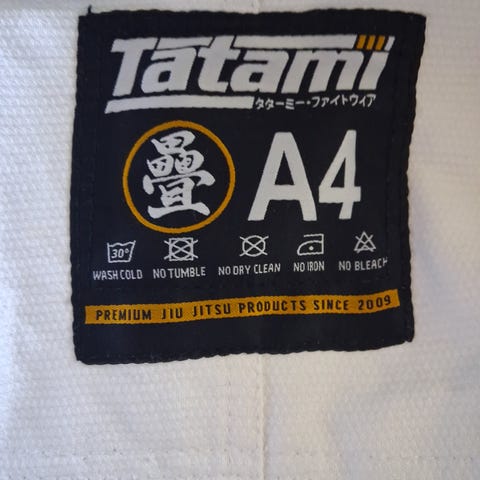 Tatami
タターミー・ファイトウィア
疊
A4
30°
WASH COLD NO TUMBLE NO DRY CLEAN NO IRON NO BLEACH
PREMIUM JIU JITSU PRODUCTS SINCE 2009